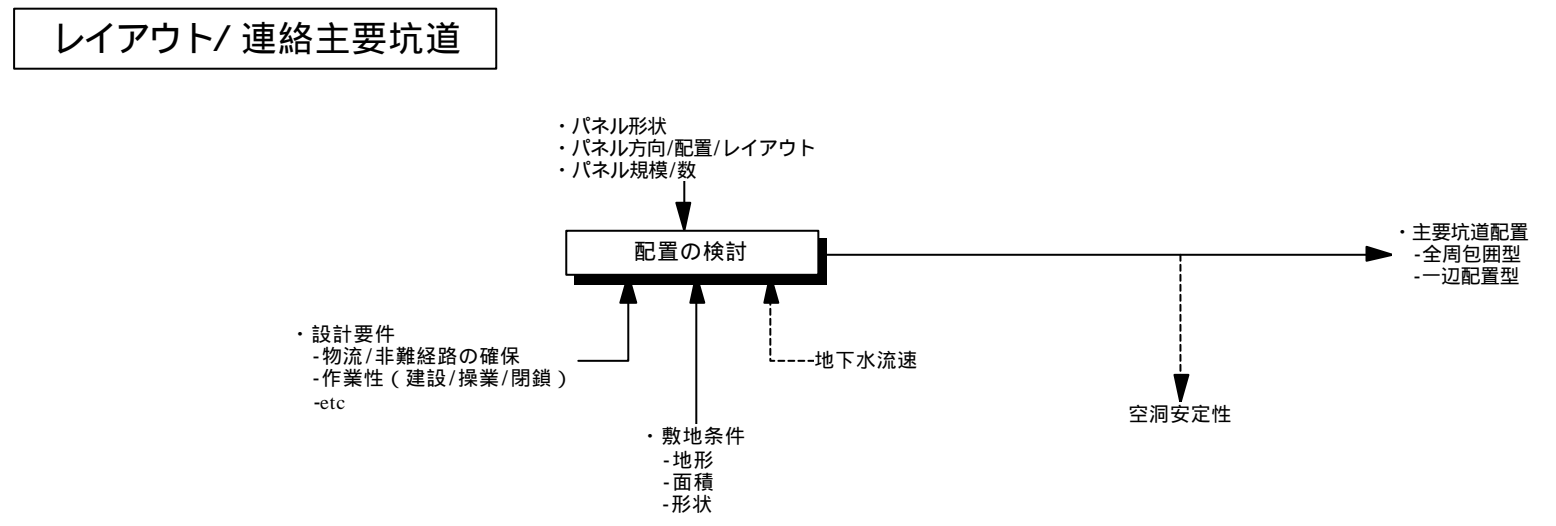 レイアウト/ 連絡主要坑道
・パネル形状
・パネル方向/配置/レイアウト
・パネル規模/数
配置の検討
・主要坑道配置
-全周包囲型
-一辺配置型
・設計要件
-物流/非難経路の確保
-作業性（建設/操業/閉鎖）
-etc
地下水流速
空洞安定性
・敷地条件
-地形
-面積
-形状